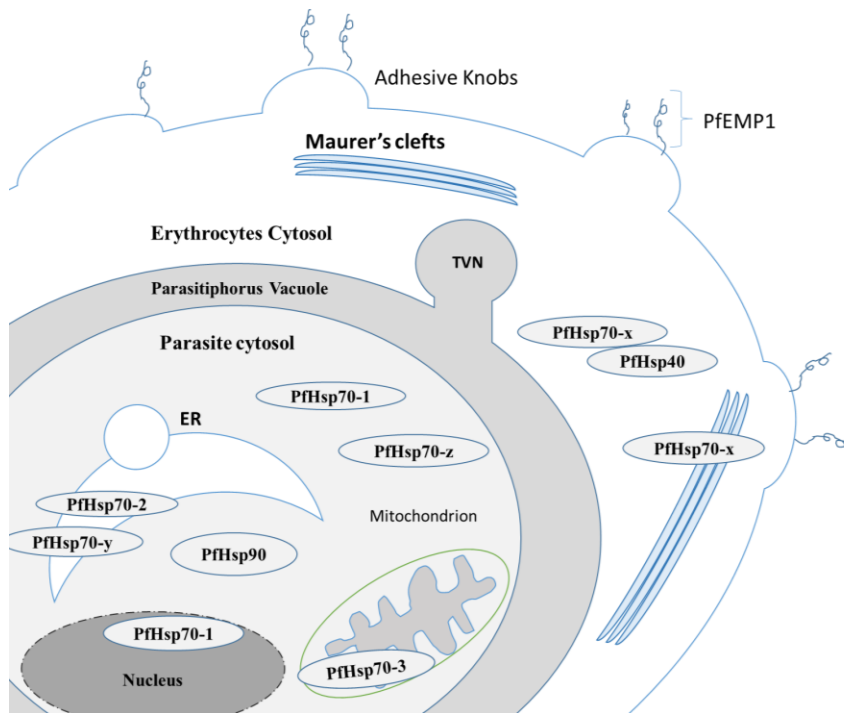 Adhesive Knobs
PfEMP1
Maurer's clefts
Erythrocytes Cytosol
TVN
Parasitiphorus Vacuole
PfHsp70-x
Parasite cytosol
PfHsp40
PfHsp70-1
ER
PfHsp70-z
PfHsp70-x
PfHsp70-2
Mitochondrion
PfHsp70-y
PfHsp90
PfHsp70-1
PfHsp70-3
Nucleus